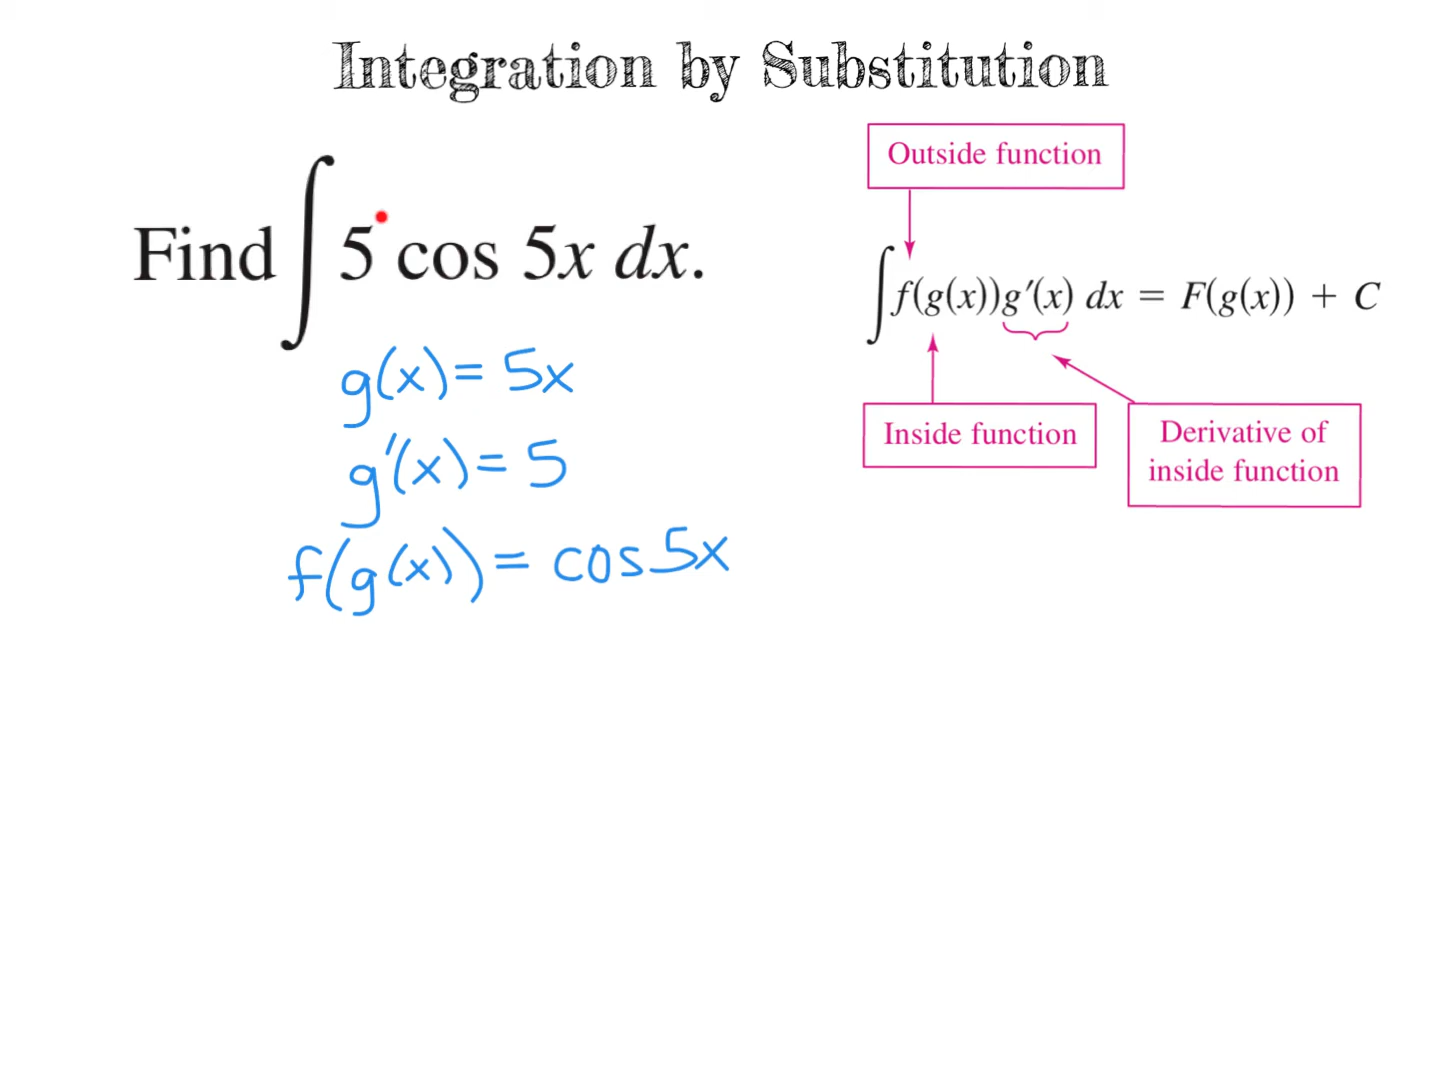 Integration by Substitution
Find ∫ 5 cos 5x dx.
g(x) = 5x
g'(x) = 5
f(g(x)) = cos 5x
Outside function
∫ f(g(x))g'(x) dx = F(g(x)) + C
Inside function
Derivative of
inside function